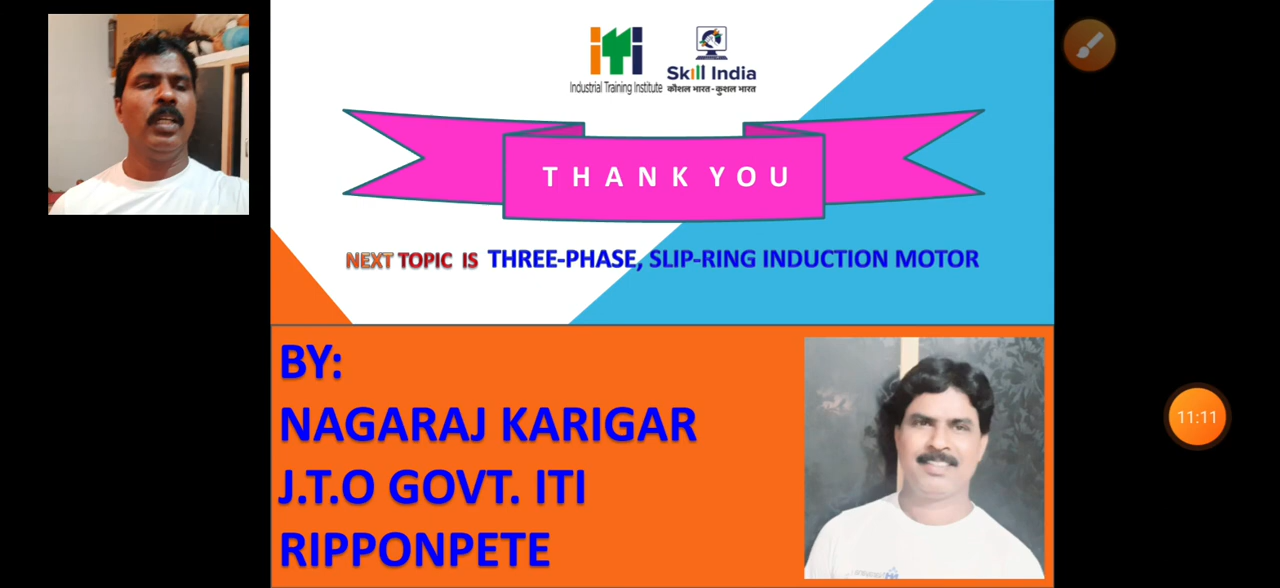 iTi
Industrial Training Institute
Skill India
कौशल भारत - कुशल भारत
THANK YOU
NEXT TOPIC IS THREE-PHASE, SLIP-RING INDUCTION MOTOR
BY:
NAGARAJ KARIGAR
J.T.O GOVT. ITI
RIPPONPETE
11:11